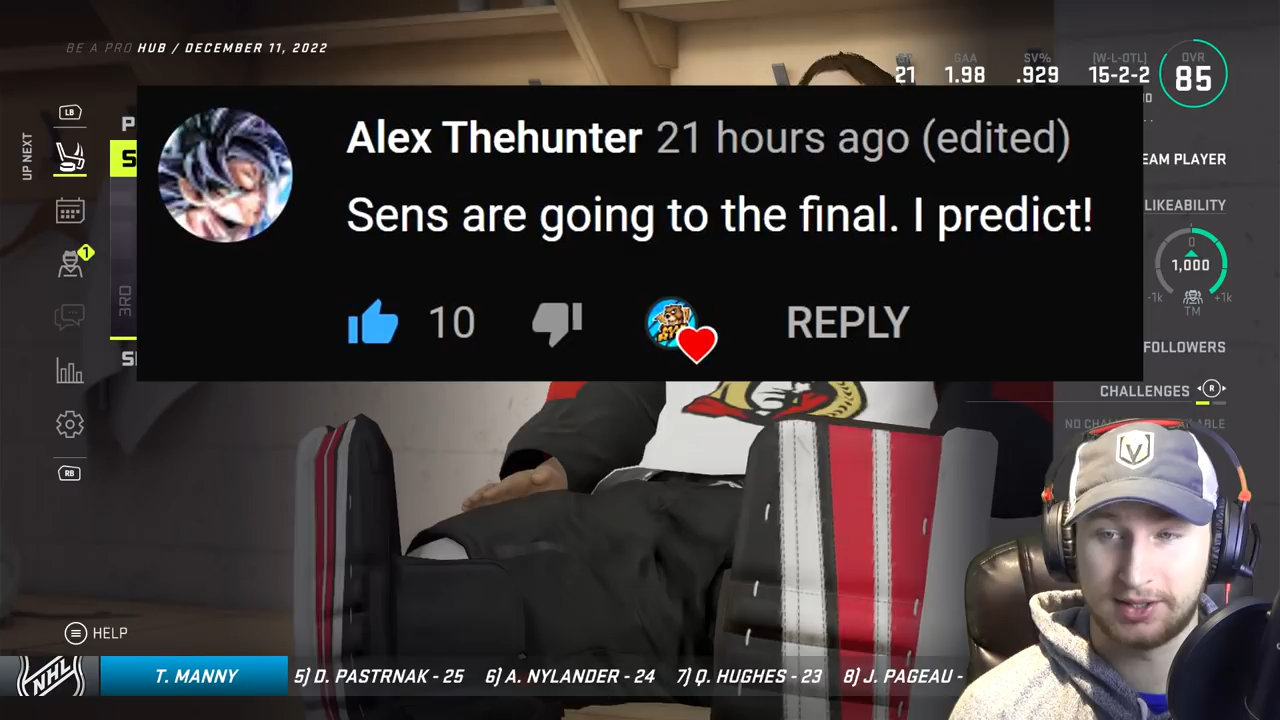 BE A PRO HUB / DECEMBER 11, 2022
21 1.98 .929 15-2-2
GAA SV% (W-L-OTL) OVR
85
LB
UP NEXT
Alex Thehunter 21 hours ago (edited)
Sens are going to the final. I predict!
10 REPLY
EAM PLAYER
LIKEABILITY
0
1,000
-1k +1k
TM
1
3RD
FOLLOWERS
CHALLENGES R
RB
HELP
NHL
T. MANNY 5) D. PASTRNAK - 25 6) A. NYLANDER - 24 7) Q. HUGHES - 23 8) J. PAGEAU -